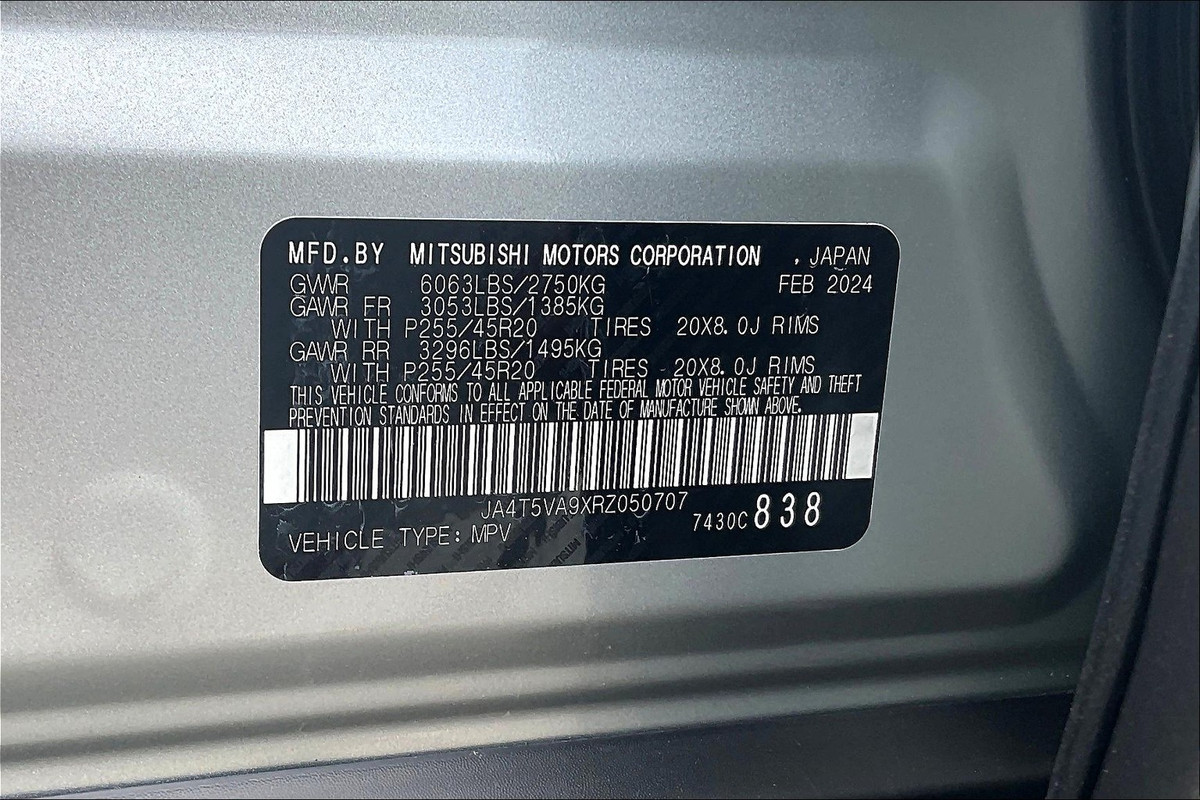 MFD.BY MITSUBISHI MOTORS CORPORATION , JAPAN
GVWR 6063LBS/2750KG FEB 2024
GAWR FR 3053LBS/1385KG
WITH P255/45R20 TIRES 20X8.0J RIMS
GAWR RR 3296LBS/1495KG
WITH P255/45R20 TIRES 20X8.0J RIMS
THIS VEHICLE CONFORMS TO ALL APPLICABLE FEDERAL MOTOR VEHICLE SAFETY AND THEFT
PREVENTION STANDARDS IN EFFECT ON THE DATE OF MANUFACTURE SHOWN ABOVE.
JA4T5VA9XRZ050707
7430C 838
VEHICLE TYPE: MPV